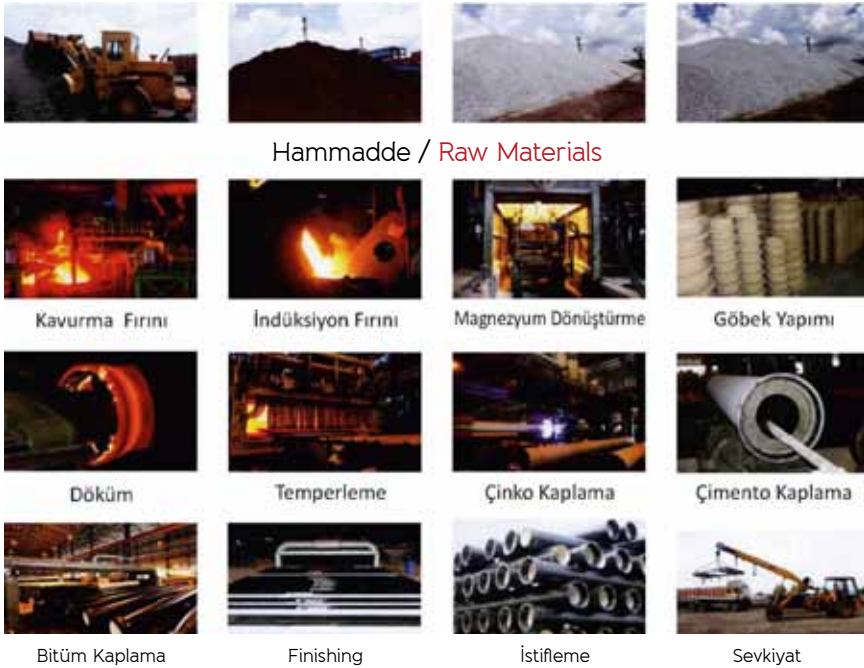 Hammadde / Raw Materials
Kavurma Fırını
İndüksiyon Fırını
Magnezyum Dönüştürme
Göbek Yapımı
Döküm
Temperleme
Çinko Kaplama
Çimento Kaplama
Bitüm Kaplama
Finishing
İstifleme
Sevkiyat